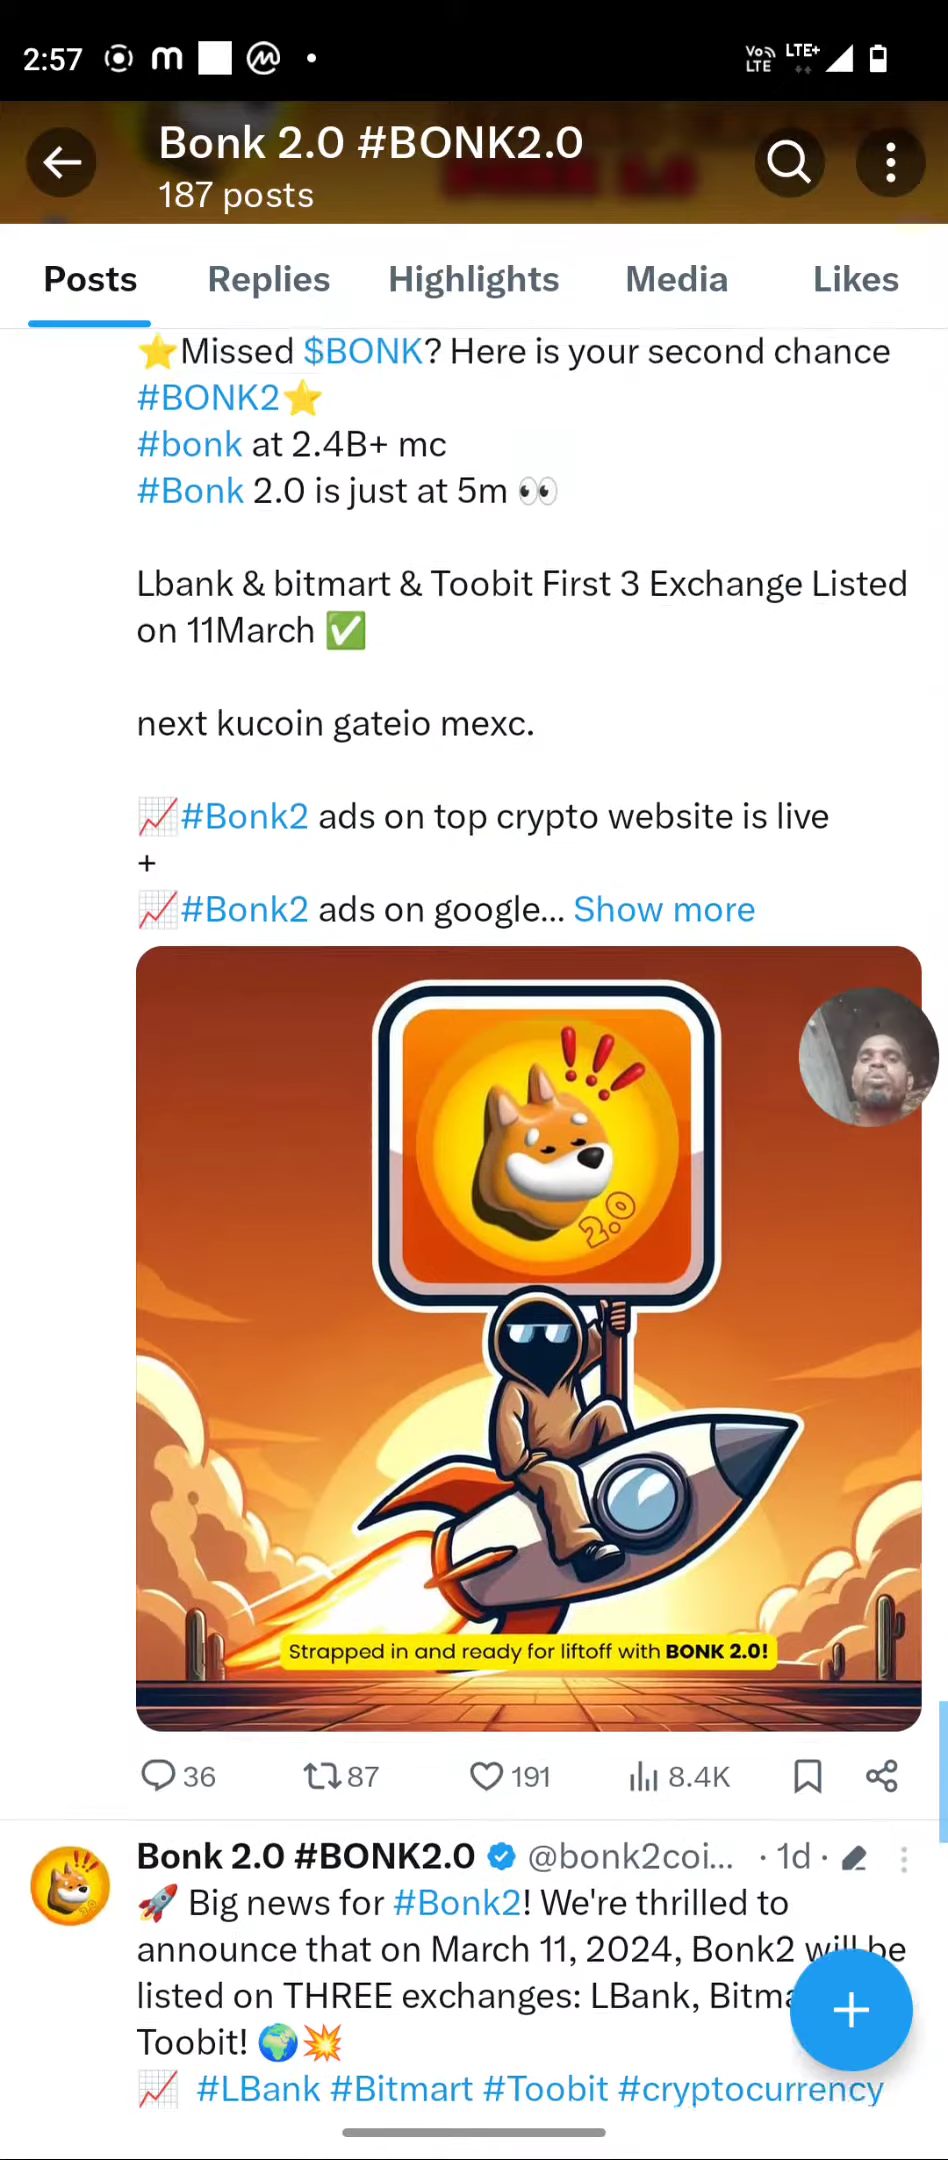 2:57
Vo LTE
LTE+
Bonk 2.0 #BONK2.0
187 posts
Posts Replies Highlights Media Likes
⭐Missed $BONK? Here is your second chance
#BONK2⭐
#bonk at 2.4B+ mc
#Bonk 2.0 is just at 5m 👀
Lbank & bitmart & Toobit First 3 Exchange Listed
on 11March ✅
next kucoin gateio mexc.
📈#Bonk2 ads on top crypto website is live
+
📈#Bonk2 ads on google... Show more
2.0
Strapped in and ready for liftoff with BONK 2.0!
36 87 191 8.4K
Bonk 2.0 #BONK2.0 @bonk2coi... · 1d ·
🚀 Big news for #Bonk2! We're thrilled to
announce that on March 11, 2024, Bonk2 will be
listed on THREE exchanges: LBank,
Toobit! 🌍💥
📈 #LBank #Bitmart #Toobit #cryptocurrency